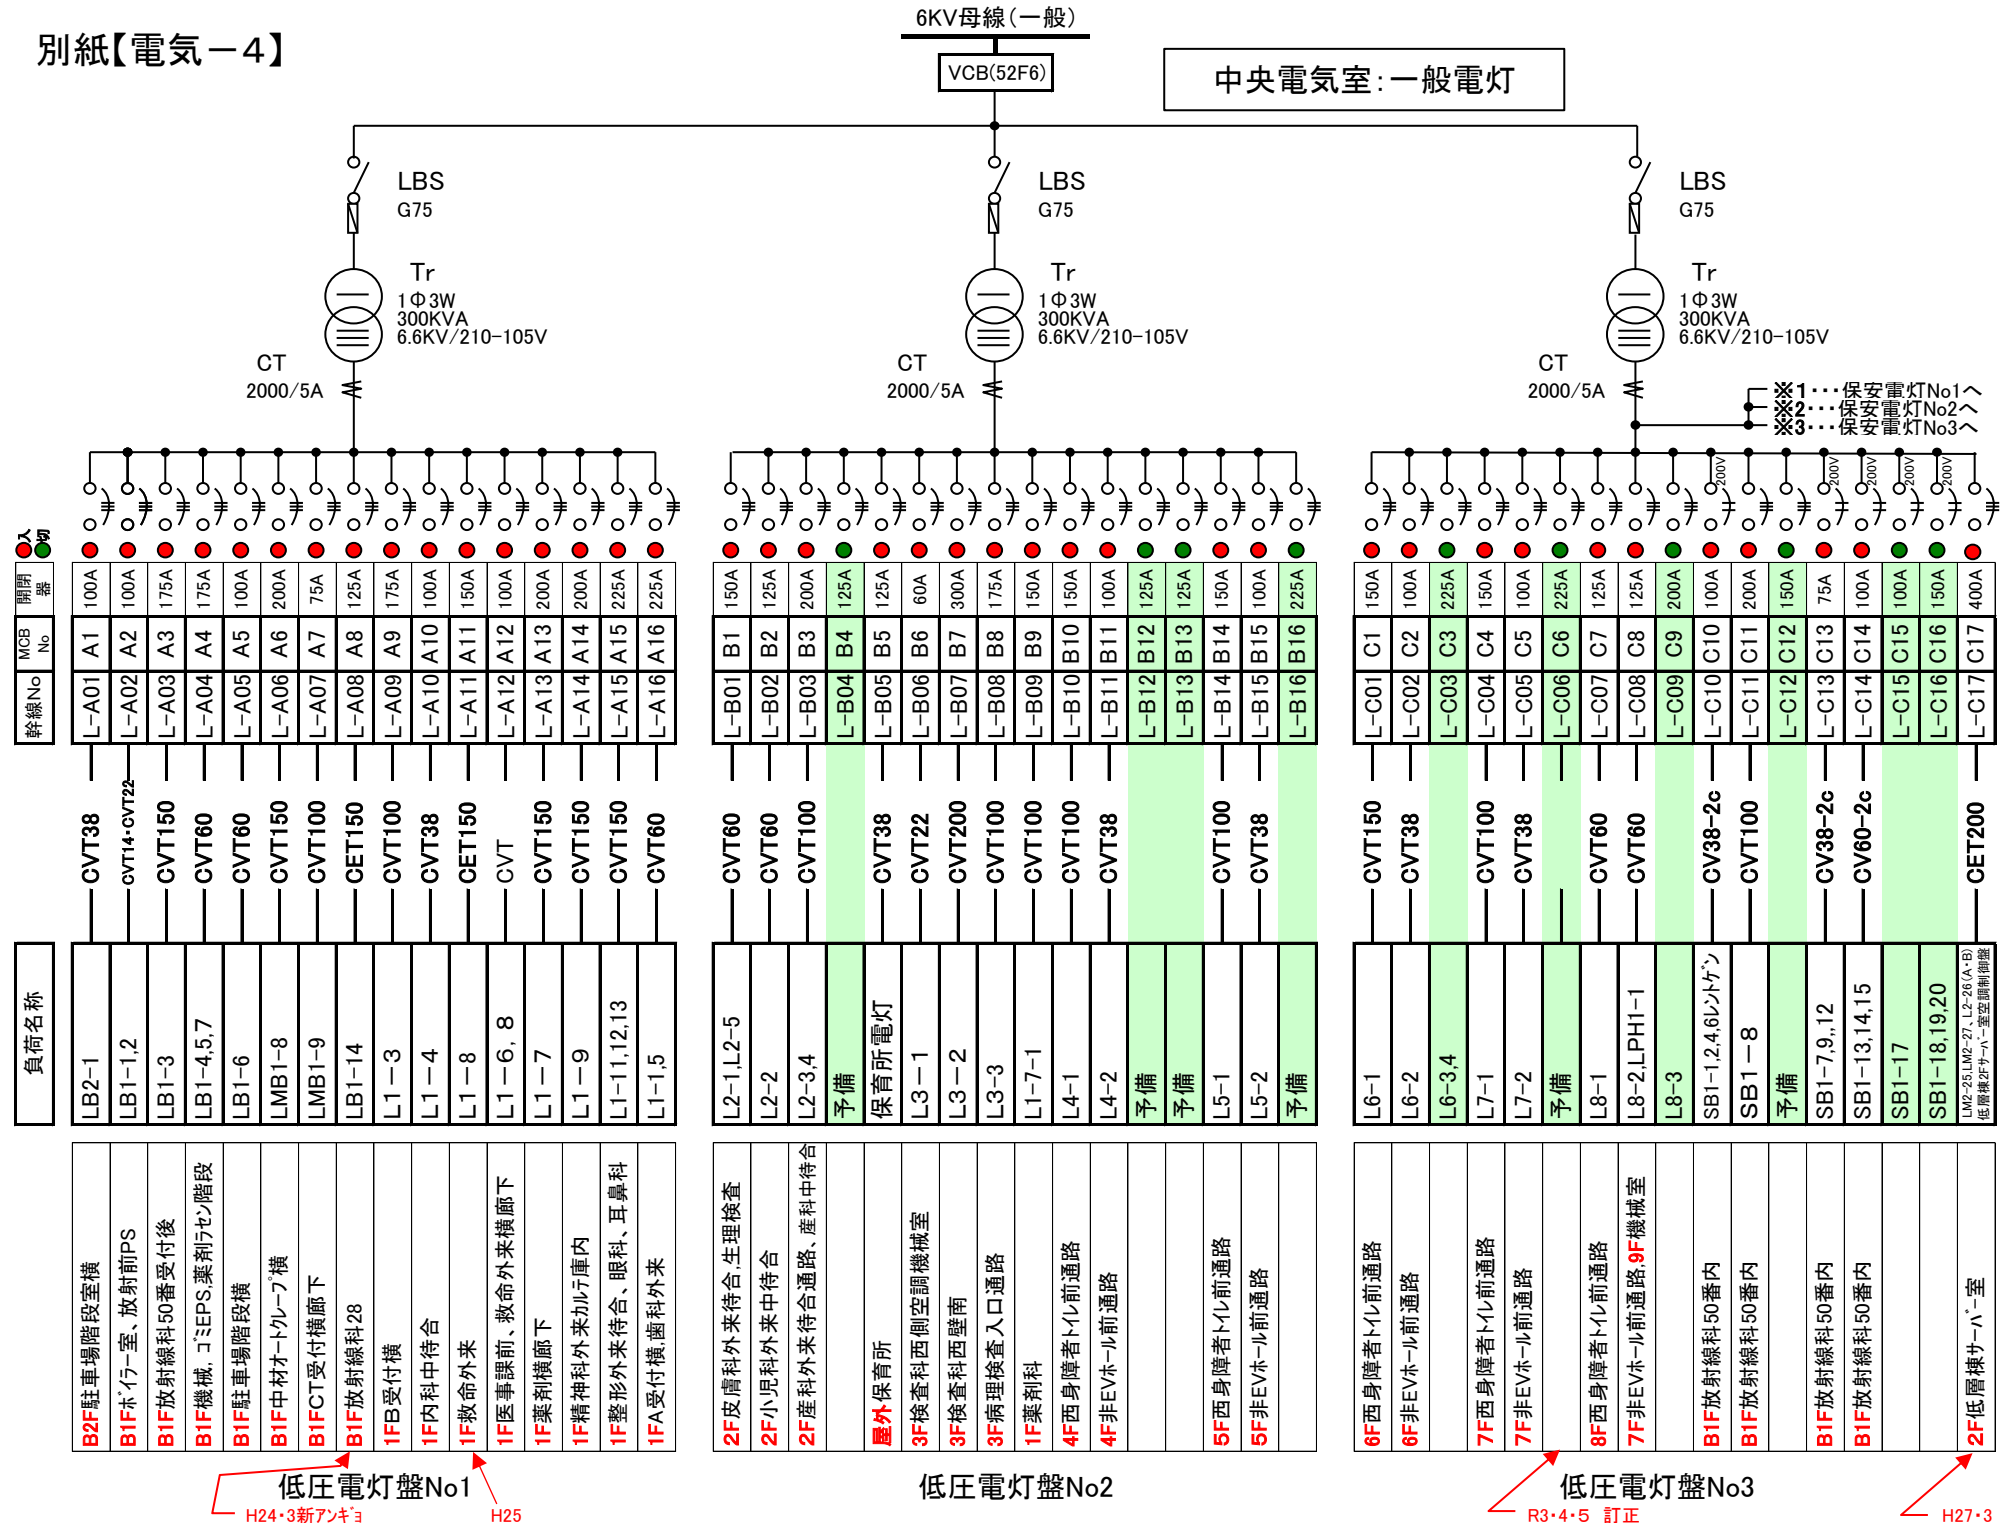 別紙【電気－4】
6KV母線（一般）
VCB(52F6)
中央電気室：一般電灯
LBS
G75
LBS
G75
LBS
G75
Tr
1Φ3W
300KVA
6.6KV/210-105V
Tr
1Φ3W
300KVA
6.6KV/210-105V
Tr
1Φ3W
300KVA
6.6KV/210-105V
CT
2000/5A
CT
2000/5A
CT
2000/5A
※1･･･保安電灯No1へ
※2･･･保安電灯No2へ
※3･･･保安電灯No3へ
200V 200V 200V 200V 200V
入 切
開閉器 100A 100A 175A 175A 100A 200A 75A 125A 175A 100A 150A 100A 200A 200A 225A 225A
150A 125A 200A 125A 125A 60A 300A 175A 150A 150A 100A 125A 125A 150A 100A 225A
150A 100A 225A 150A 100A 225A 125A 125A 200A 100A 200A 150A 75A 100A 100A 150A 400A
MCB No A1 A2 A3 A4 A5 A6 A7 A8 A9 A10 A11 A12 A13 A14 A15 A16
B1 B2 B3 B4 B5 B6 B7 B8 B9 B10 B11 B12 B13 B14 B15 B16
C1 C2 C3 C4 C5 C6 C7 C8 C9 C10 C11 C12 C13 C14 C15 C16 C17
幹線No L-A01 L-A02 L-A03 L-A04 L-A05 L-A06 L-A07 L-A08 L-A09 L-A10 L-A11 L-A12 L-A13 L-A14 L-A15 L-A16
L-B01 L-B02 L-B03 L-B04 L-B05 L-B06 L-B07 L-B08 L-B09 L-B10 L-B11 L-B12 L-B13 L-B14 L-B15 L-B16
L-C01 L-C02 L-C03 L-C04 L-C05 L-C06 L-C07 L-C08 L-C09 L-C10 L-C11 L-C12 L-C13 L-C14 L-C15 L-C16 L-C17
CVT38 CVT14･CVT22 CVT150 CVT60 CVT60 CVT150 CVT100 CET150 CVT100 CVT38 CET150 CVT CVT150 CVT150 CVT150 CVT60
CVT60 CVT60 CVT100 CVT38 CVT22 CVT200 CVT100 CVT100 CVT100 CVT38 CVT100 CVT38
CVT150 CVT38 CVT100 CVT38 CVT60 CVT60 CV38-2c CVT100 CV38-2c CV60-2c CET200
負荷名称
LB2-1
LB1-1,2
LB1-3
LB1-4,5,7
LB1-6
LMB1-8
LMB1-9
LB1-14
L1－3
L1－4
L1－8
L1－6，8
L1－7
L1－9
L1-11,12,13
L1-1,5
L2-1,L2-5
L2-2
L2-3,4
予備
保育所電灯
L3－1
L3－2
L3-3
L1-7-1
L4-1
L4-2
予備
予備
L5-1
L5-2
予備
L6-1
L6-2
L6-3,4
L7-1
L7-2
予備
L8-1
L8-2,LPH1-1
L8-3
SB1-1,2,4,6ﾚﾝﾄｹﾞﾝ
SB1－8
予備
SB1-7,9,,12
SB1-13,14,15
SB1-17
SB1-18,19,20
LM2-25,LM2-27、L2-26(A･B)
低層棟2Fｻｰﾊﾞｰ室空調制御盤
B2F駐車場階段室横
B1Fﾎﾞｲﾗｰ室、放射前PS
B1F放射線科50番受付後
B1F機械，ｺﾞﾐEPS,薬剤ﾗｾﾝ階段
B1F駐車場階段横
B1F中材ｵｰﾄｸﾚｰﾌﾞ横
B1FCT受付横廊下
B1F放射線科28
1FB受付横
1F内科中待合
1F救命外来
1F医事課前、救命外来横廊下
1F薬剤横廊下
1F精神科外来ｶﾙﾃ庫内
1F整形外来待合、眼科、耳鼻科
1FA受付横,歯科外来
2F皮膚科外来待合,生理検査
2F小児科外来中待合
2F産科外来待合通路、産科中待合
屋外保育所
3F検査科西側空調機械室
3F検査科西壁南
3F病理検査入口通路
1F薬剤科
4F西身障者ﾄｲﾚ前通路
4F非EVﾎｰﾙ前通路
5F西身障者ﾄｲﾚ前通路
5F非EVﾎｰﾙ前通路
6F西身障者ﾄｲﾚ前通路
6F非EVﾎｰﾙ前通路
7F西身障者ﾄｲﾚ前通路
7F非EVﾎｰﾙ前通路
8F西身障者ﾄｲﾚ前通路
7F非EVﾎｰﾙ前通路,9F機械室
B1F放射線科50番内
B1F放射線科50番内
B1F放射線科50番内
B1F放射線科50番内
2F低層棟ｻｰﾊﾞｰ室
低圧電灯盤No1
低圧電灯盤No2
低圧電灯盤No3
H24･3新ｱﾝｷﾞｮ
H25
R3･4･5 訂正
H27･3